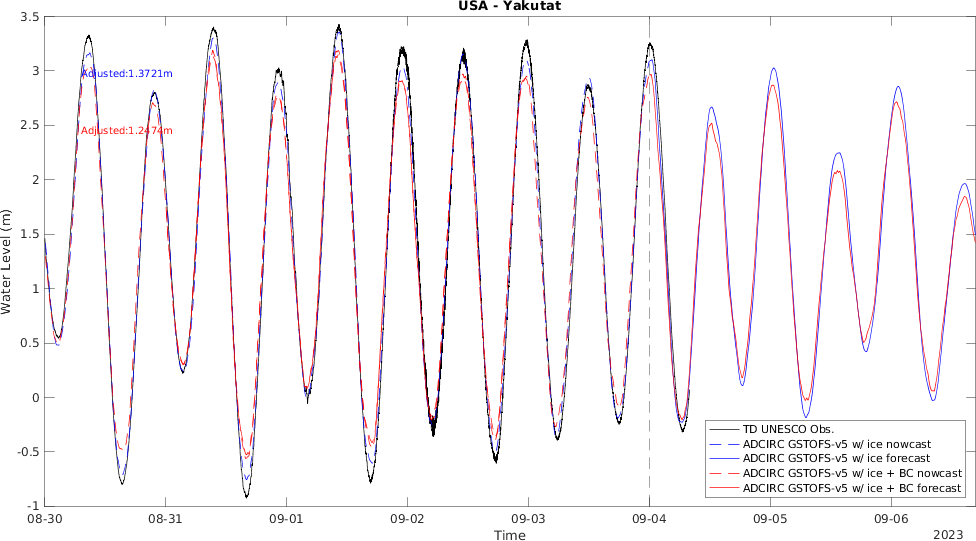 USA - Yakutat
3.5
3
Adjusted:1.3721m
2.5
Adjusted:1.2474m
2
1.5
1
0.5
0
-0.5
-1
Water Level (m)
TD UNESCO Obs.
ADCIRC GSTOFS-v5 w/ ice nowcast
ADCIRC GSTOFS-v5 w/ ice forecast
ADCIRC GSTOFS-v5 w/ ice + BC nowcast
ADCIRC GSTOFS-v5 w/ ice + BC forecast
08-30 08-31 09-01 09-02 09-03 09-04 09-05 09-06
Time
2023